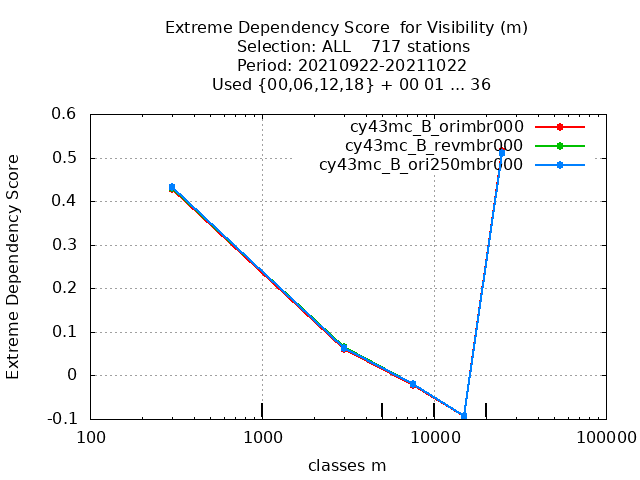 Extreme Dependency Score  for Visibility (m)
Selection: ALL    717 stations
Period: 20210922-20211022
Used {00,06,12,18} + 00 01 ... 36
cy43mc_B_orimbr000
cy43mc_B_revmbr000
cy43mc_B_ori250mbr000
Extreme Dependency Score
0.6
0.5
0.4
0.3
0.2
0.1
0
-0.1
100 1000 10000 100000
classes m